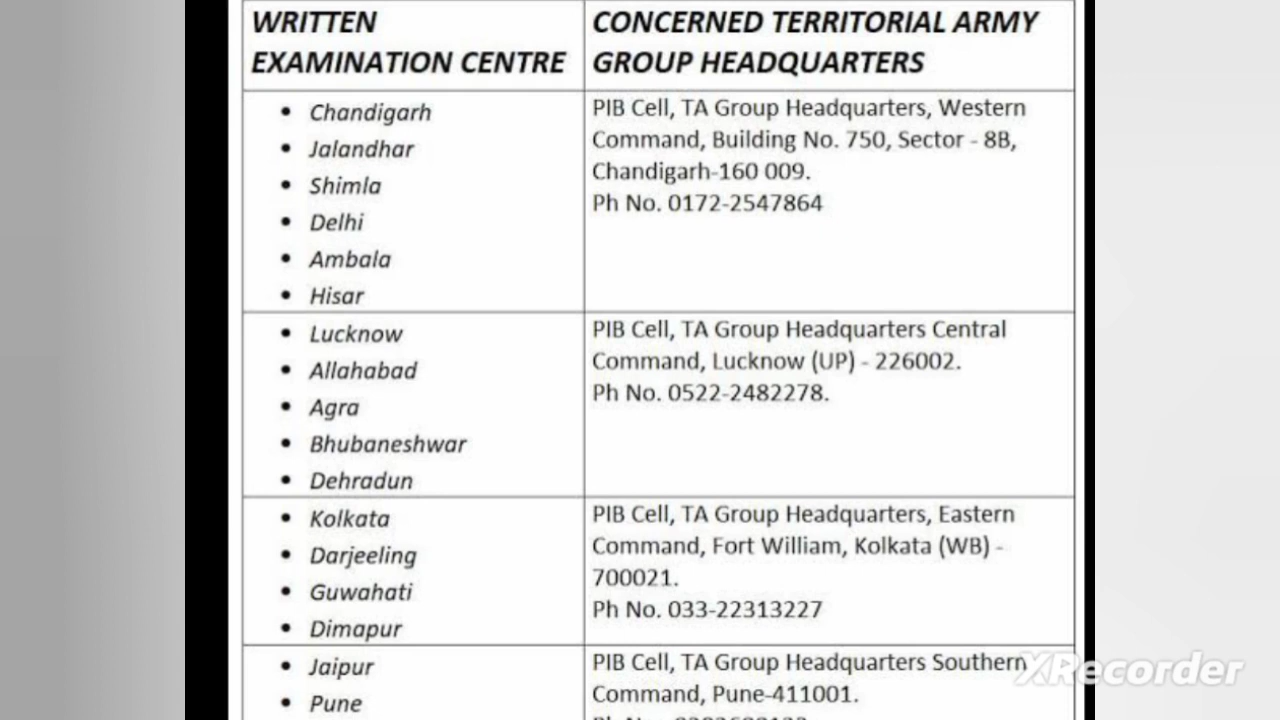 WRITTEN
EXAMINATION CENTRE
CONCERNED TERRITORIAL ARMY
GROUP HEADQUARTERS
• Chandigarh
• Jalandhar
• Shimla
• Delhi
• Ambala
• Hisar
PIB Cell, TA Group Headquarters, Western
Command, Building No. 750, Sector - 8B,
Chandigarh-160 009.
Ph No. 0172-2547864
• Lucknow
• Allahabad
• Agra
• Bhubaneshwar
• Dehradun
PIB Cell, TA Group Headquarters Central
Command, Lucknow (UP) - 226002.
Ph No. 0522-2482278.
• Kolkata
• Darjeeling
• Guwahati
• Dimapur
PIB Cell, TA Group Headquarters, Eastern
Command, Fort William, Kolkata (WB) -
700021.
Ph No. 033-22313227
• Jaipur
• Pune
PIB Cell, TA Group Headquarters Southern
Command, Pune-411001.
XRecorder